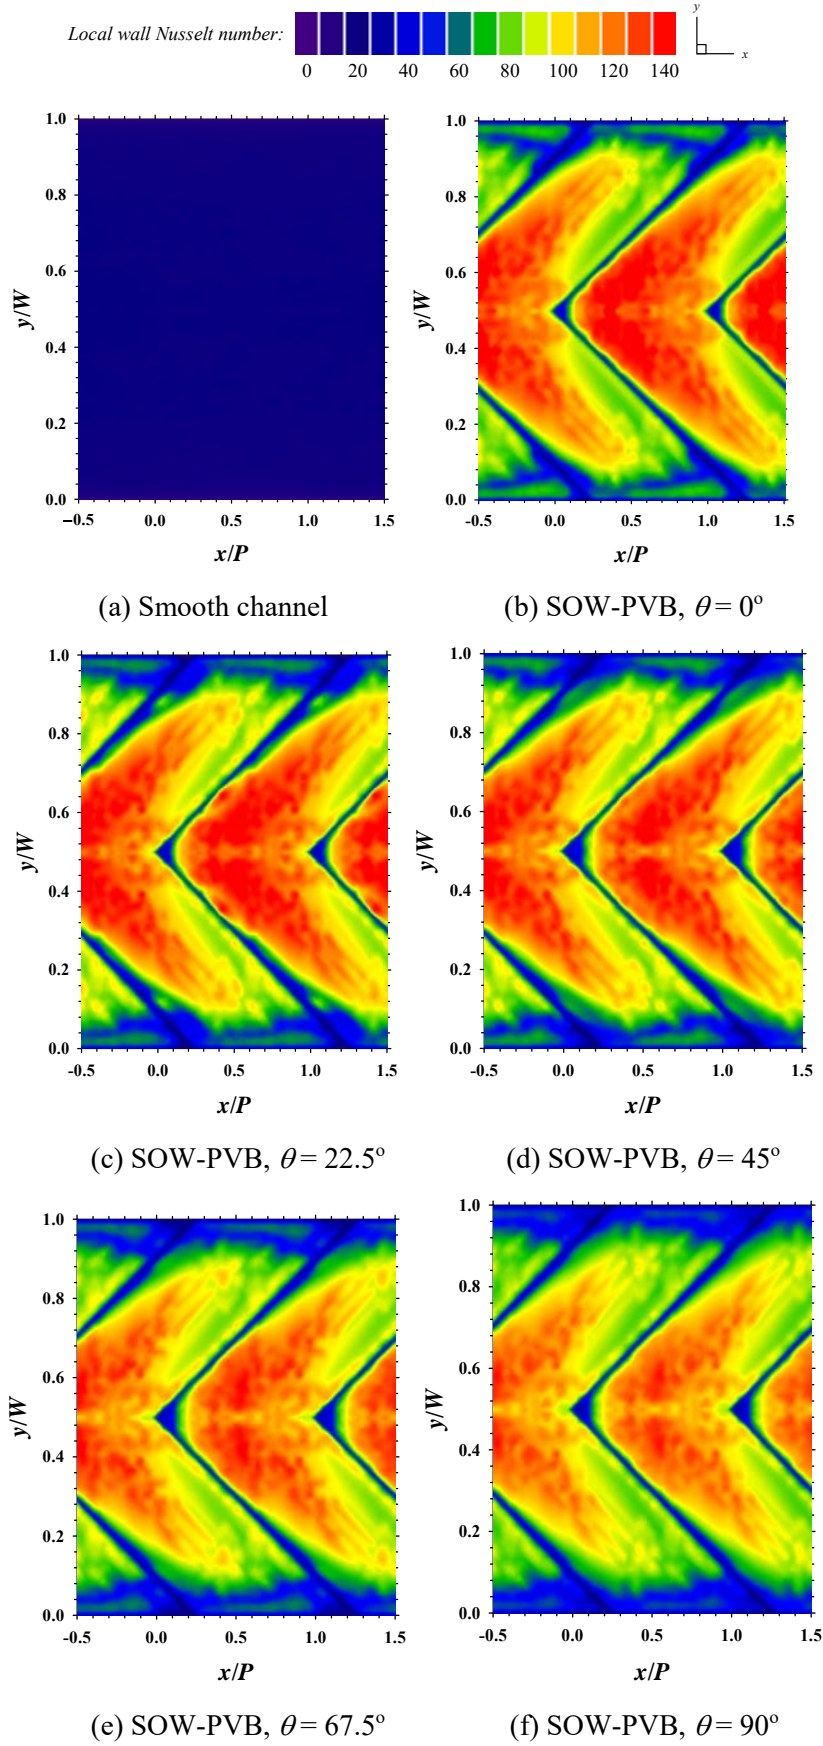 Local wall Nusselt number:
0 20 40 60 80 100 120 140
y
x
1.0
0.8
0.6
0.4
0.2
0.0
y/W
−0.5 0.0 0.5 1.0 1.5
x/P
(a) Smooth channel
1.0
0.8
0.6
0.4
0.2
0.0
y/W
-0.5 0.0 0.5 1.0 1.5
x/P
(b) SOW-PVB, θ = 0º
1.0
0.8
0.6
0.4
0.2
0.0
y/W
-0.5 0.0 0.5 1.0 1.5
x/P
(c) SOW-PVB, θ = 22.5º
1.0
0.8
0.6
0.4
0.2
0.0
y/W
-0.5 0.0 0.5 1.0 1.5
x/P
(d) SOW-PVB, θ = 45º
1.0
0.8
0.6
0.4
0.2
0.0
y/W
-0.5 0.0 0.5 1.0 1.5
x/P
(e) SOW-PVB, θ = 67.5º
1.0
0.8
0.6
0.4
0.2
0.0
y/W
-0.5 0.0 0.5 1.0 1.5
x/P
(f) SOW-PVB, θ = 90º